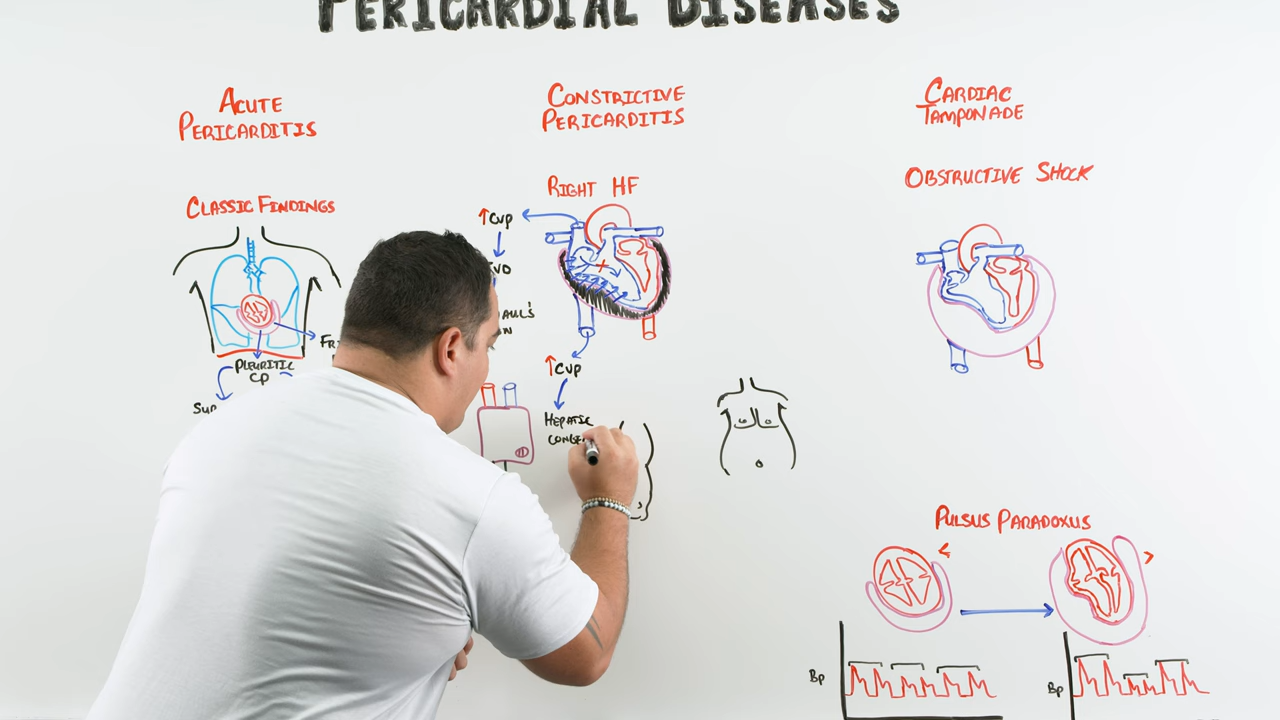 PERICARDIAL DISEASES
ACUTE
PERICARDITIS
CLASSIC FINDINGS
PLEURITIC
CP
CONSTRICTIVE
PERICARDITIS
RIGHT HF
↑CVP
↑CVP
HEPATIC
CARDIAC
TAMPONADE
OBSTRUCTIVE SHOCK
PULSUS PARADOXUS
<
>
BP
BP